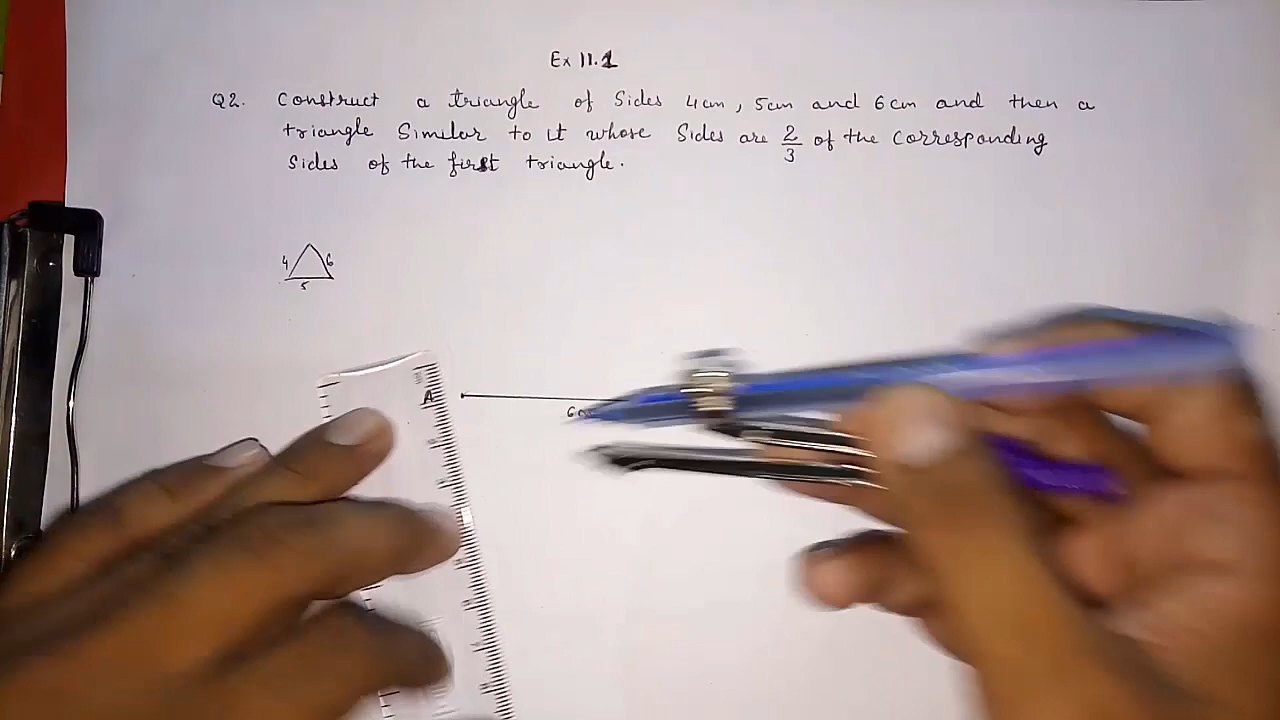 Ex 11.1
Q2. Construct a triangle of Sides 4cm, 5cm and 6cm and then a
triangle Similar to it whose Sides are 2/3 of the corresponding
Sides of the first triangle.
4 6
5
A